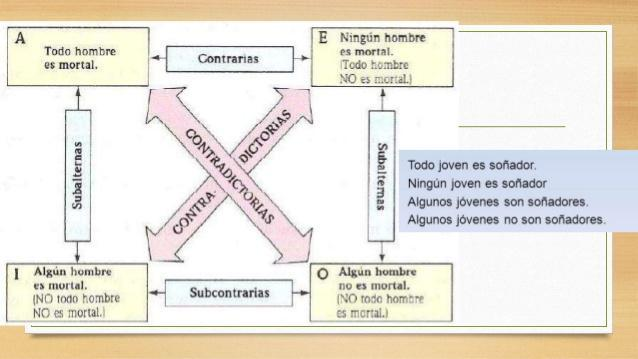 A
Todo hombre
es mortal.
Contrarias
E
Ningún hombre
es mortal.
(Todo hombre
NO es mortal.)
Subalternas
CONTRADICTORIAS
CONTRA-
DICTORIAS
Subalternas
Todo joven es soñador.
Ningún joven es soñador
Algunos jóvenes son soñadores.
Algunos jóvenes no son soñadores.
I
Algún hombre
es mortal.
(NO todo hombre
NO es mortal.)
Subcontrarias
O
Algún hombre
no es mortal.
(NO todo hombre
es mortal.)